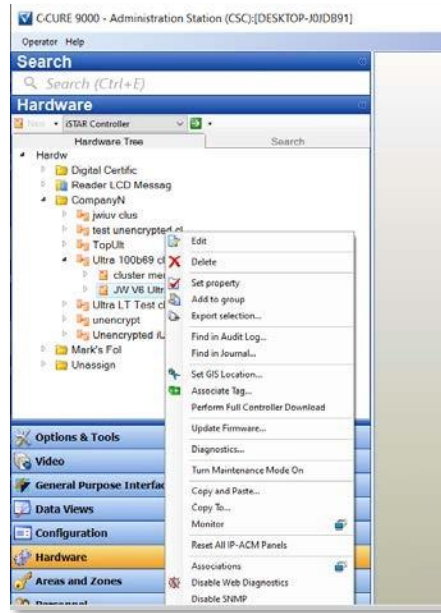 C•CURE 9000 - Administration Station (CSC):[DESKTOP-J0JDB91]
Operator Help
Search
Search (Ctrl+E)
Hardware
New iSTAR Controller
Hardware Tree Search
Hardw
Digital Certific
Reader LCD Messag
CompanyN
jwiuv clus
test unencrypted cl
TopUlt
Ultra 100b69 cl
cluster me
JW V6 Ultr
Ultra LT Test c
unencrypt
Unencrypted iU
Mark's Fol
Unassign
Edit
Delete
Set property
Add to group
Export selection...
Find in Audit Log...
Find in Journal...
Set GIS Location...
Associate Tag...
Perform Full Controller Download
Update Firmware...
Diagnostics...
Turn Maintenance Mode On
Copy and Paste...
Copy To...
Monitor
Reset All IP-ACM Panels
Associations
Disable Web Diagnostics
Disable SNMP
Options & Tools
Video
General Purpose Interfac
Data Views
Configuration
Hardware
Areas and Zones
Personnel